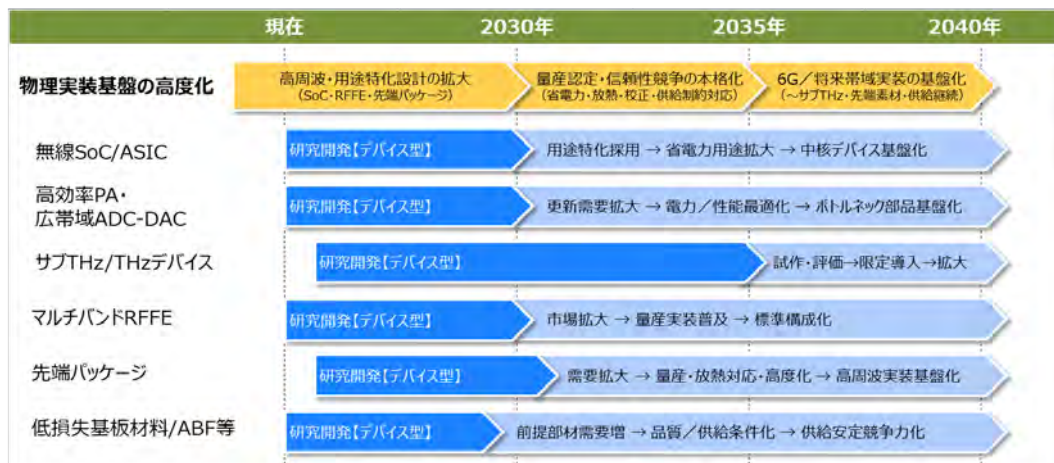 現在 2030年 2035年 2040年
物理実装基盤の高度化
高周波・用途特化設計の拡大
(SoC・RFFE・先端パッケージ)
量産認定・信頼性競争の本格化
(省電力・放熱・校正・供給制約対応)
6G/将来帯域実装の基盤化
(~サブTHz・先端素材・供給継続)
無線SoC/ASIC
研究開発【デバイス型】
用途特化採用 → 省電力用途拡大 → 中核デバイス基盤化
高効率PA・
広帯域ADC-DAC
研究開発【デバイス型】
更新需要拡大 → 電力/性能最適化 → ボトルネック部品基盤化
サブTHz/THzデバイス
研究開発【デバイス型】
試作・評価→限定導入→拡大
マルチバンドRFFE
研究開発【デバイス型】
市場拡大 → 量産実装普及 → 標準構成化
先端パッケージ
研究開発【デバイス型】
需要拡大 → 量産・放熱対応・高度化 → 高周波実装基盤化
低損失基板材料/ABF等
研究開発【デバイス型】
前提部材需要増 → 品質/供給条件化 → 供給安定競争力化